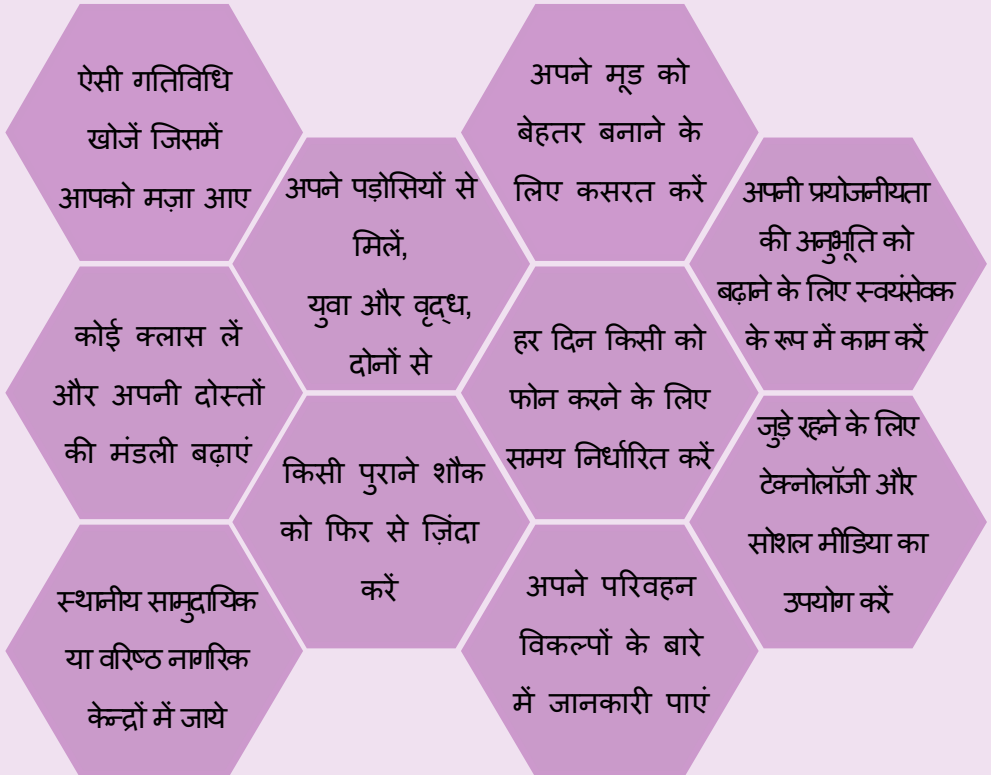 ऐसी गतिविधि
खोजें जिसमें
आपको मज़ा आए
अपने पड़ोसियों से
मिलें,
युवा और वृद्ध,
दोनों से
अपने मूड को
बेहतर बनाने के
लिए कसरत करें
अपनी प्रयोजनीयता
की अनुभूति को
बढ़ाने के लिए स्वयंसेवक
के रूप में काम करें
कोई क्लास लें
और अपनी दोस्तों
की मंडली बढ़ाएं
किसी पुराने शौक
को फिर से ज़िंदा
करें
हर दिन किसी को
फोन करने के लिए
समय निर्धारित करें
जुड़े रहने के लिए
टेक्नोलॉजी और
सोशल मीडिया का
उपयोग करें
स्थानीय सामुदायिक
या वरिष्ठ नागरिक
केन्द्रों में जाये
अपने परिवहन
विकल्पों के बारे
में जानकारी पाएं